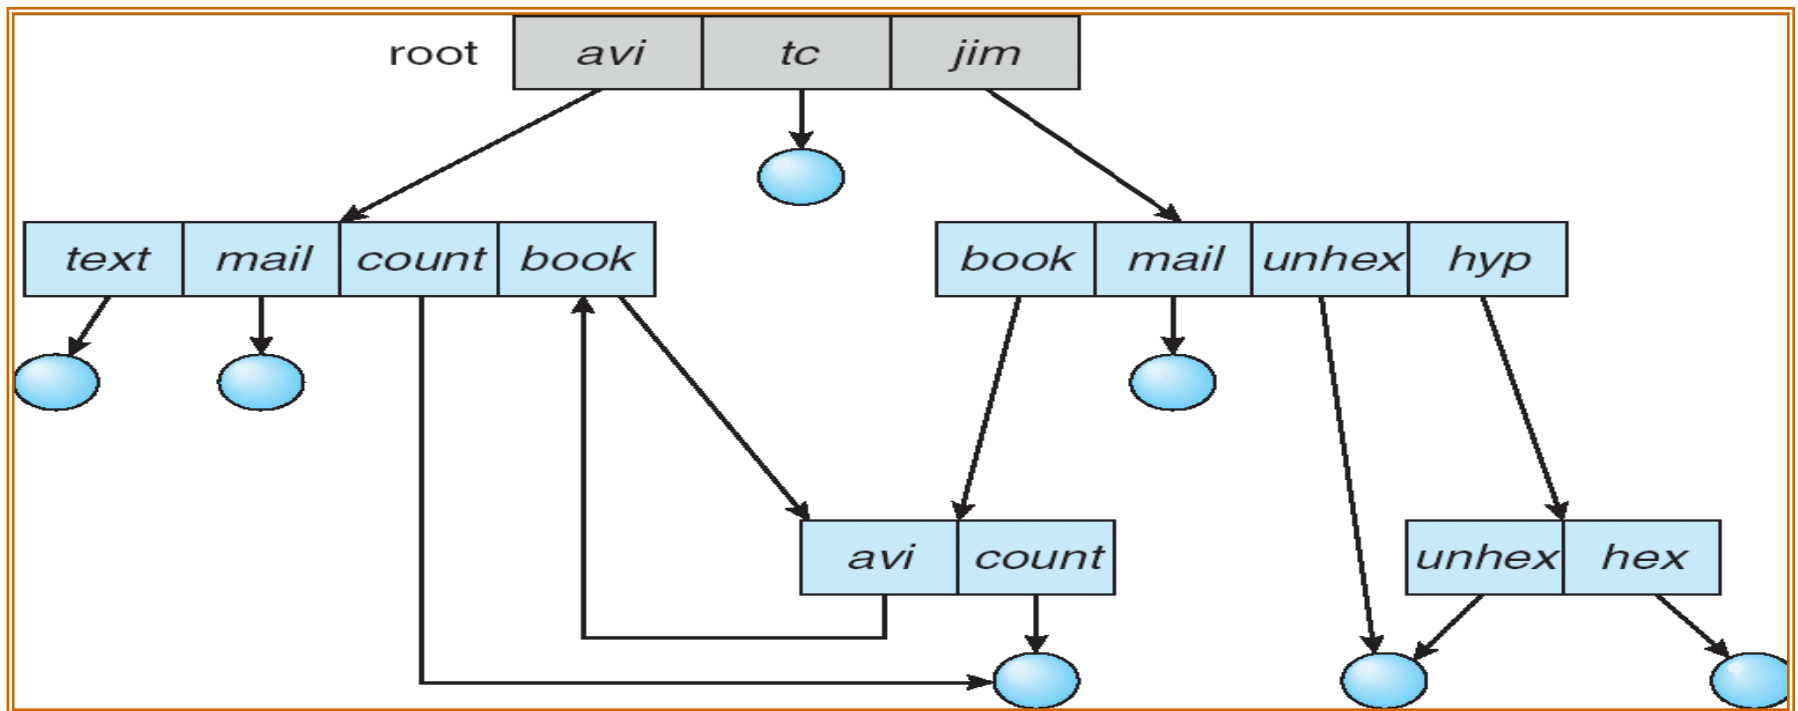 root avi tc jim
text mail count book book mail unhex hyp
avi count unhex hex